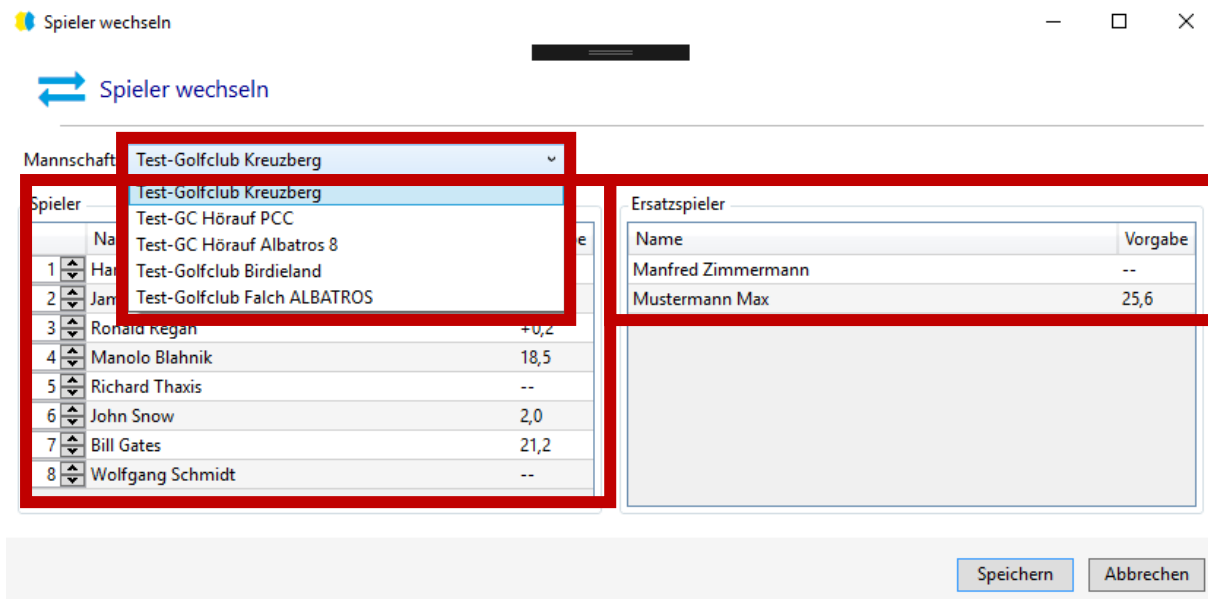 Spieler wechseln
Spieler wechseln
Mannschaft Test-Golfclub Kreuzberg
Test-Golfclub Kreuzberg
Test-GC Hörauf PCC
Test-GC Hörauf Albatros 8
Test-Golfclub Birdieland
Test-Golfclub Falch ALBATROS
Spieler
1
2
3 Ronald Regan +0,2
4 Manolo Blahnik 18,5
5 Richard Thaxis --
6 John Snow 2,0
7 Bill Gates 21,2
8 Wolfgang Schmidt --
Ersatzspieler
Name Vorgabe
Manfred Zimmermann --
Mustermann Max 25,6
Speichern Abbrechen